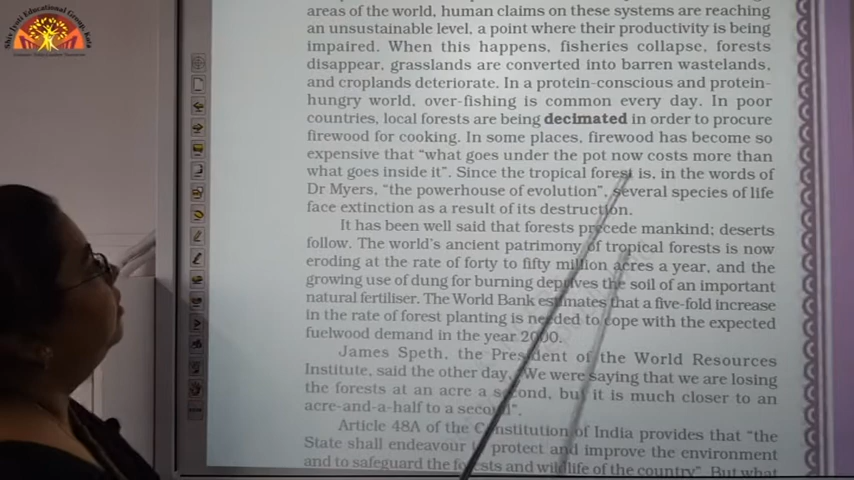 Shiv Jyoti Educational Group, Kota
areas of the world, human claims on these systems are reaching
an unsustainable level, a point where their productivity is being
impaired. When this happens, fisheries collapse, forests
disappear, grasslands are converted into barren wastelands,
and croplands deteriorate. In a protein-conscious and protein-
hungry world, over-fishing is common every day. In poor
countries, local forests are being decimated in order to procure
firewood for cooking. In some places, firewood has become so
expensive that “what goes under the pot now costs more than
what goes inside it”. Since the tropical forest is, in the words of
Dr Myers, “the powerhouse of evolution”, several species of life
face extinction as a result of its destruction.
It has been well said that forests precede mankind; deserts
follow. The world's ancient patrimony of tropical forests is now
eroding at the rate of forty to fifty million acres a year, and the
growing use of dung for burning deprives the soil of an important
natural fertiliser. The World Bank estimates that a five-fold increase
in the rate of forest planting is needed to cope with the expected
fuelwood demand in the year 2000.
James Speth, the President of the World Resources
Institute, said the other day, “We were saying that we are losing
the forests at an acre a second, but it is much closer to an
acre-and-a-half to a second”.
Article 48A of the Constitution of India provides that “the
State shall endeavour to protect and improve the environment
and to safeguard the forests and wildlife of the country”. But what